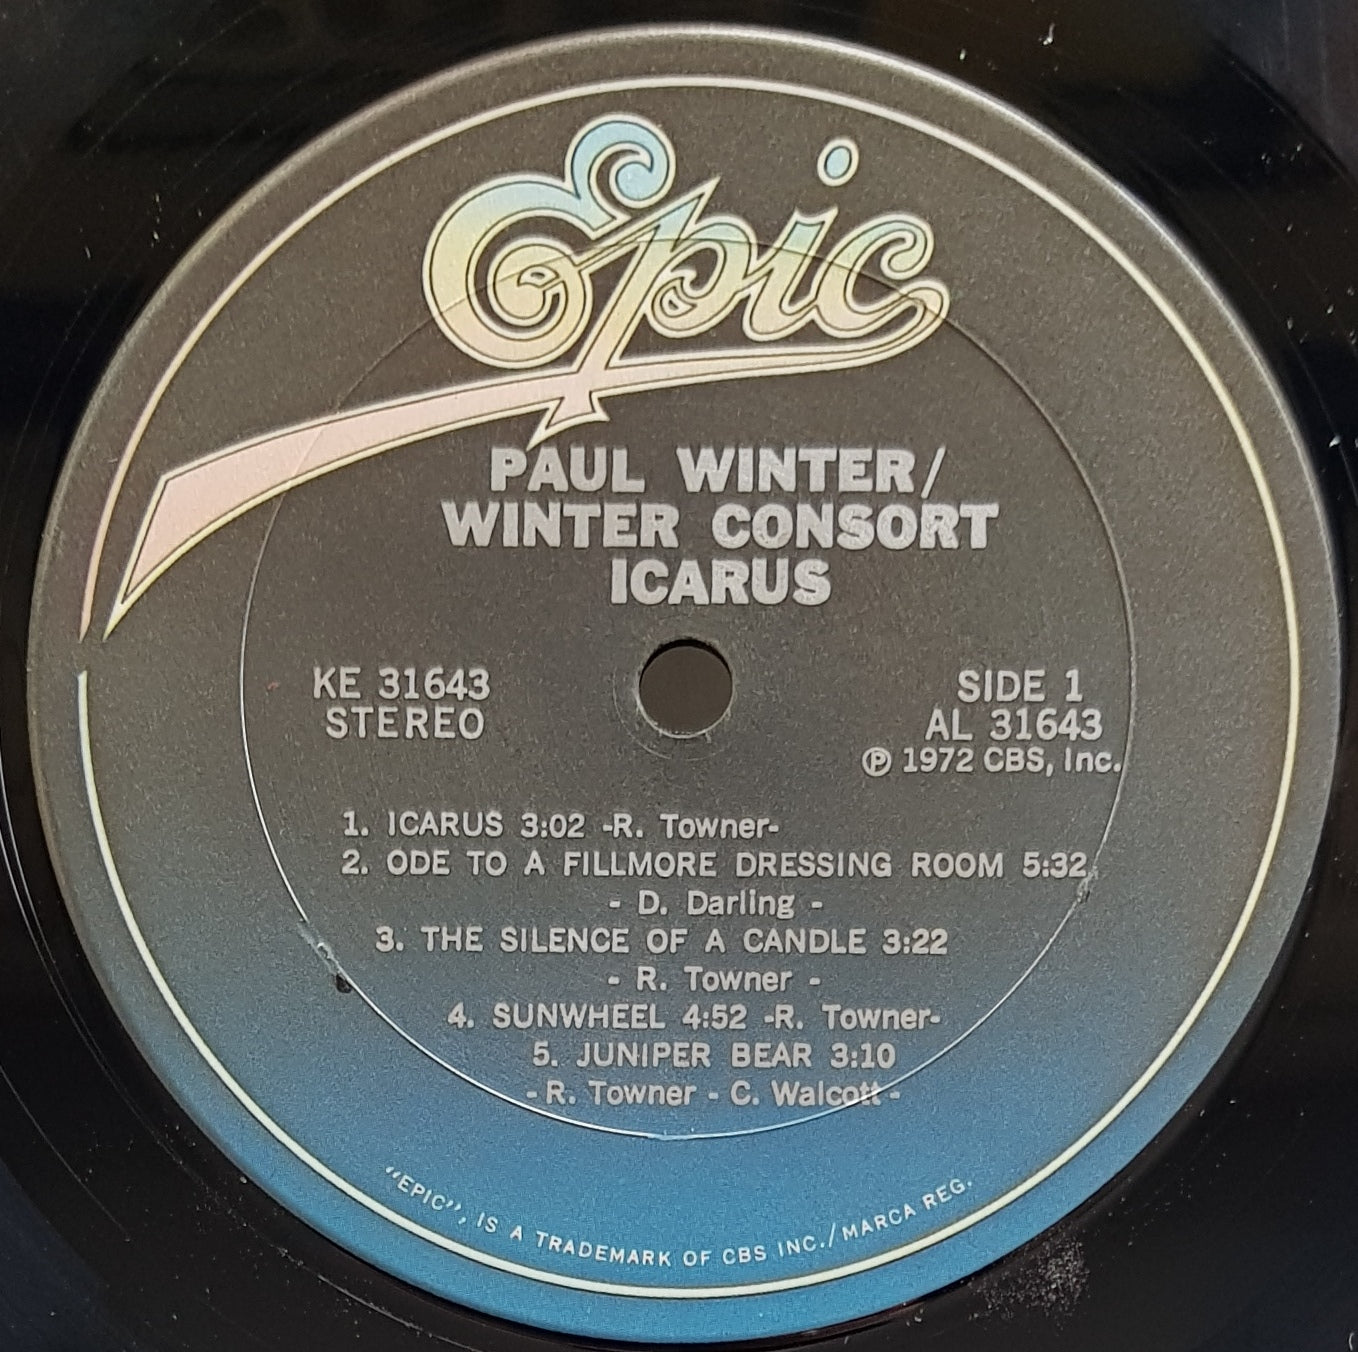 Epic
PAUL WINTER/
WINTER CONSORT
ICARUS
KE 31643
STEREO
SIDE 1
AL 31643
Ⓟ 1972 CBS, Inc.
1. ICARUS 3:02 -R. Towner-
2. ODE TO A FILLMORE DRESSING ROOM 5:32
- D. Darling -
3. THE SILENCE OF A CANDLE 3:22
- R. Towner -
4. SUNWHEEL 4:52 -R. Towner-
5. JUNIPER BEAR 3:10
- R. Towner - C. Walcott -
"EPIC", IS A TRADEMARK OF CBS INC./MARCA REG.